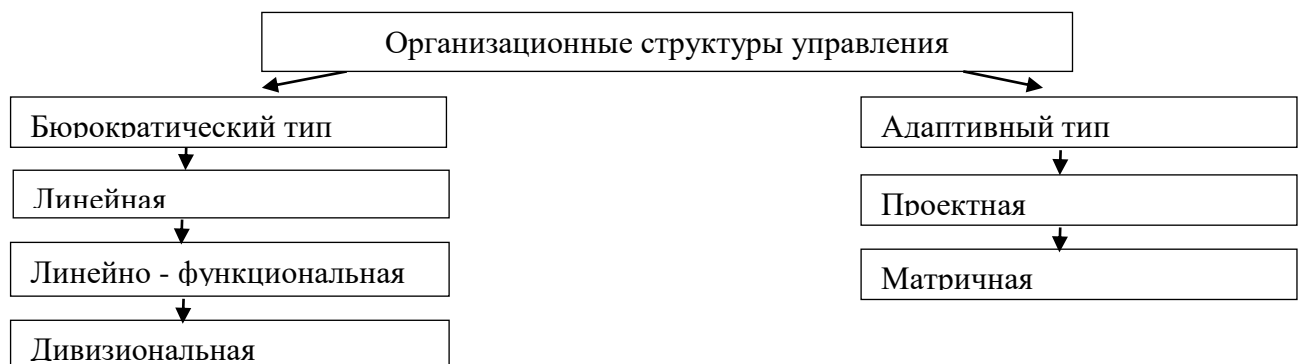 Организационные структуры управления
Бюрократический тип
Адаптивный тип
Линейная
Проектная
Линейно - функциональная
Матричная
Дивизиональная